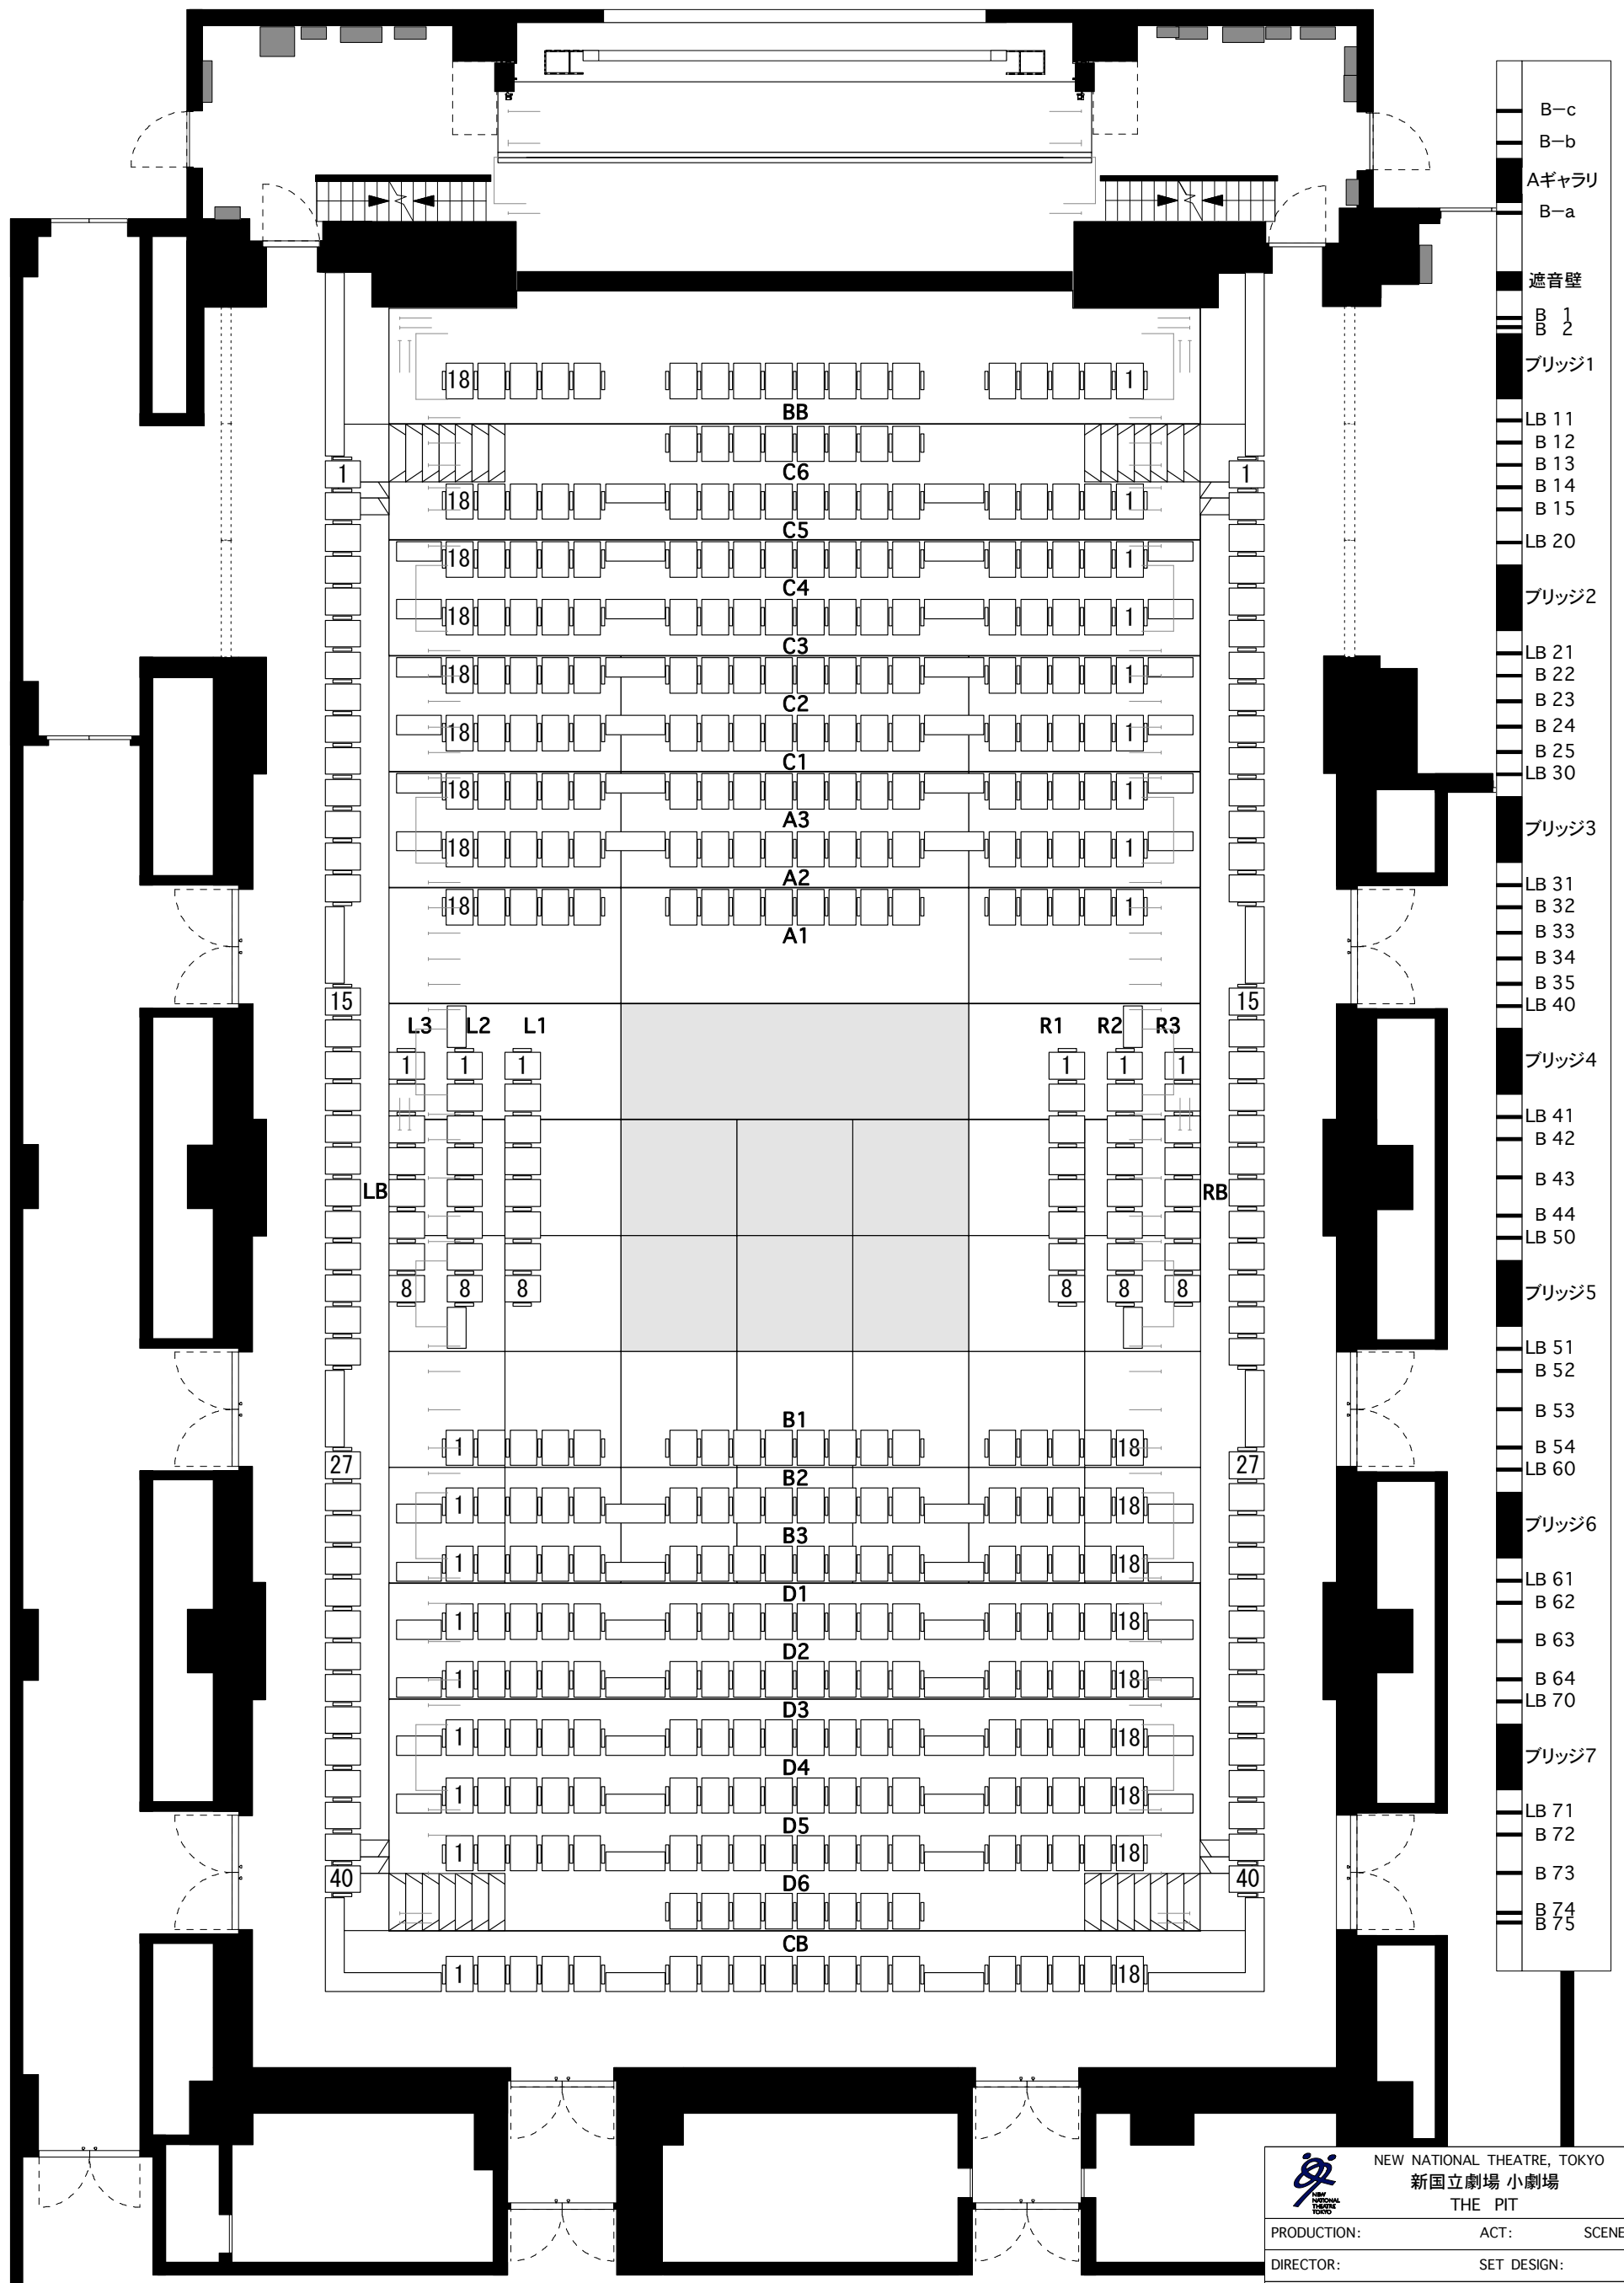 B－c
B－b
Aギャラリ
B－a
遮音壁
B 1
B 2
ブリッジ1
18 1
BB
LB 11
B 12
B 13
B 14
B 15
LB 20
1 C6 1
18 1
C5
18 1
C4
18 1
C3
ブリッジ2
LB 21
B 22
B 23
B 24
B 25
LB 30
18 1
C2
18 1
C1
18 1
A3
18 1
A2
18 1
A1
ブリッジ3
LB 31
B 32
B 33
B 34
B 35
LB 40
15 15
L3 L2 L1 R1 R2 R3
1 1 1 1 1 1
ブリッジ4
LB 41
B 42
B 43
B 44
LB 50
LB RB
8 8 8 8 8 8
ブリッジ5
LB 51
B 52
B 53
B 54
LB 60
B1
1 18
27 27
B2
1 18
B3
1 18
ブリッジ6
LB 61
B 62
B 63
B 64
LB 70
D1
1 18
D2
1 18
D3
1 18
D4
1 18
D5
1 18
ブリッジ7
LB 71
B 72
B 73
B 74
B 75
40 40
D6
CB
1 18
NEW NATIONAL THEATRE TOKYO
NEW NATIONAL THEATRE, TOKYO
新国立劇場 小劇場
THE PIT
PRODUCTION: ACT: SCENE
DIRECTOR: SET DESIGN: